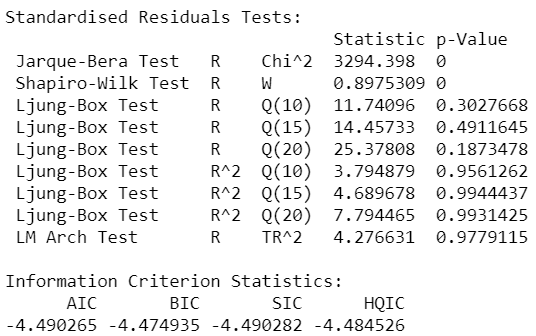 Standardised Residuals Tests:
                                Statistic p-Value
 Jarque-Bera Test   R    Chi^2  3294.398  0
 Shapiro-Wilk Test  R    W      0.8975309 0
 Ljung-Box Test     R    Q(10)  11.74096  0.3027668
 Ljung-Box Test     R    Q(15)  14.45733  0.4911645
 Ljung-Box Test     R    Q(20)  25.37808  0.1873478
 Ljung-Box Test     R^2  Q(10)  3.794879  0.9561262
 Ljung-Box Test     R^2  Q(15)  4.689678  0.9944437
 Ljung-Box Test     R^2  Q(20)  7.794465  0.9931425
 LM Arch Test       R    TR^2   4.276631  0.9779115

Information Criterion Statistics:
      AIC       BIC       SIC      HQIC
-4.490265 -4.474935 -4.490282 -4.484526